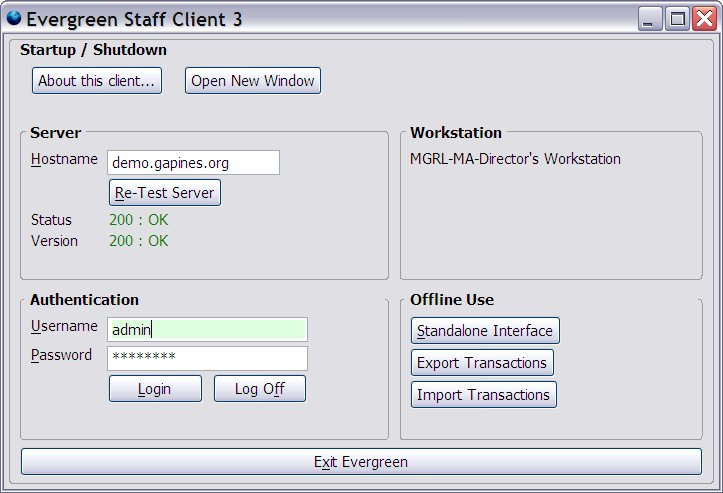 Evergreen Staff Client 3
Startup / Shutdown
About this client...
Open New Window
Server
Hostname
demo.gapines.org
Re-Test Server
Status
200 : OK
Version
200 : OK
Workstation
MGRL-MA-Director's Workstation
Authentication
Username
admin
Password
********
Login
Log Off
Offline Use
Standalone Interface
Export Transactions
Import Transactions
Exit Evergreen